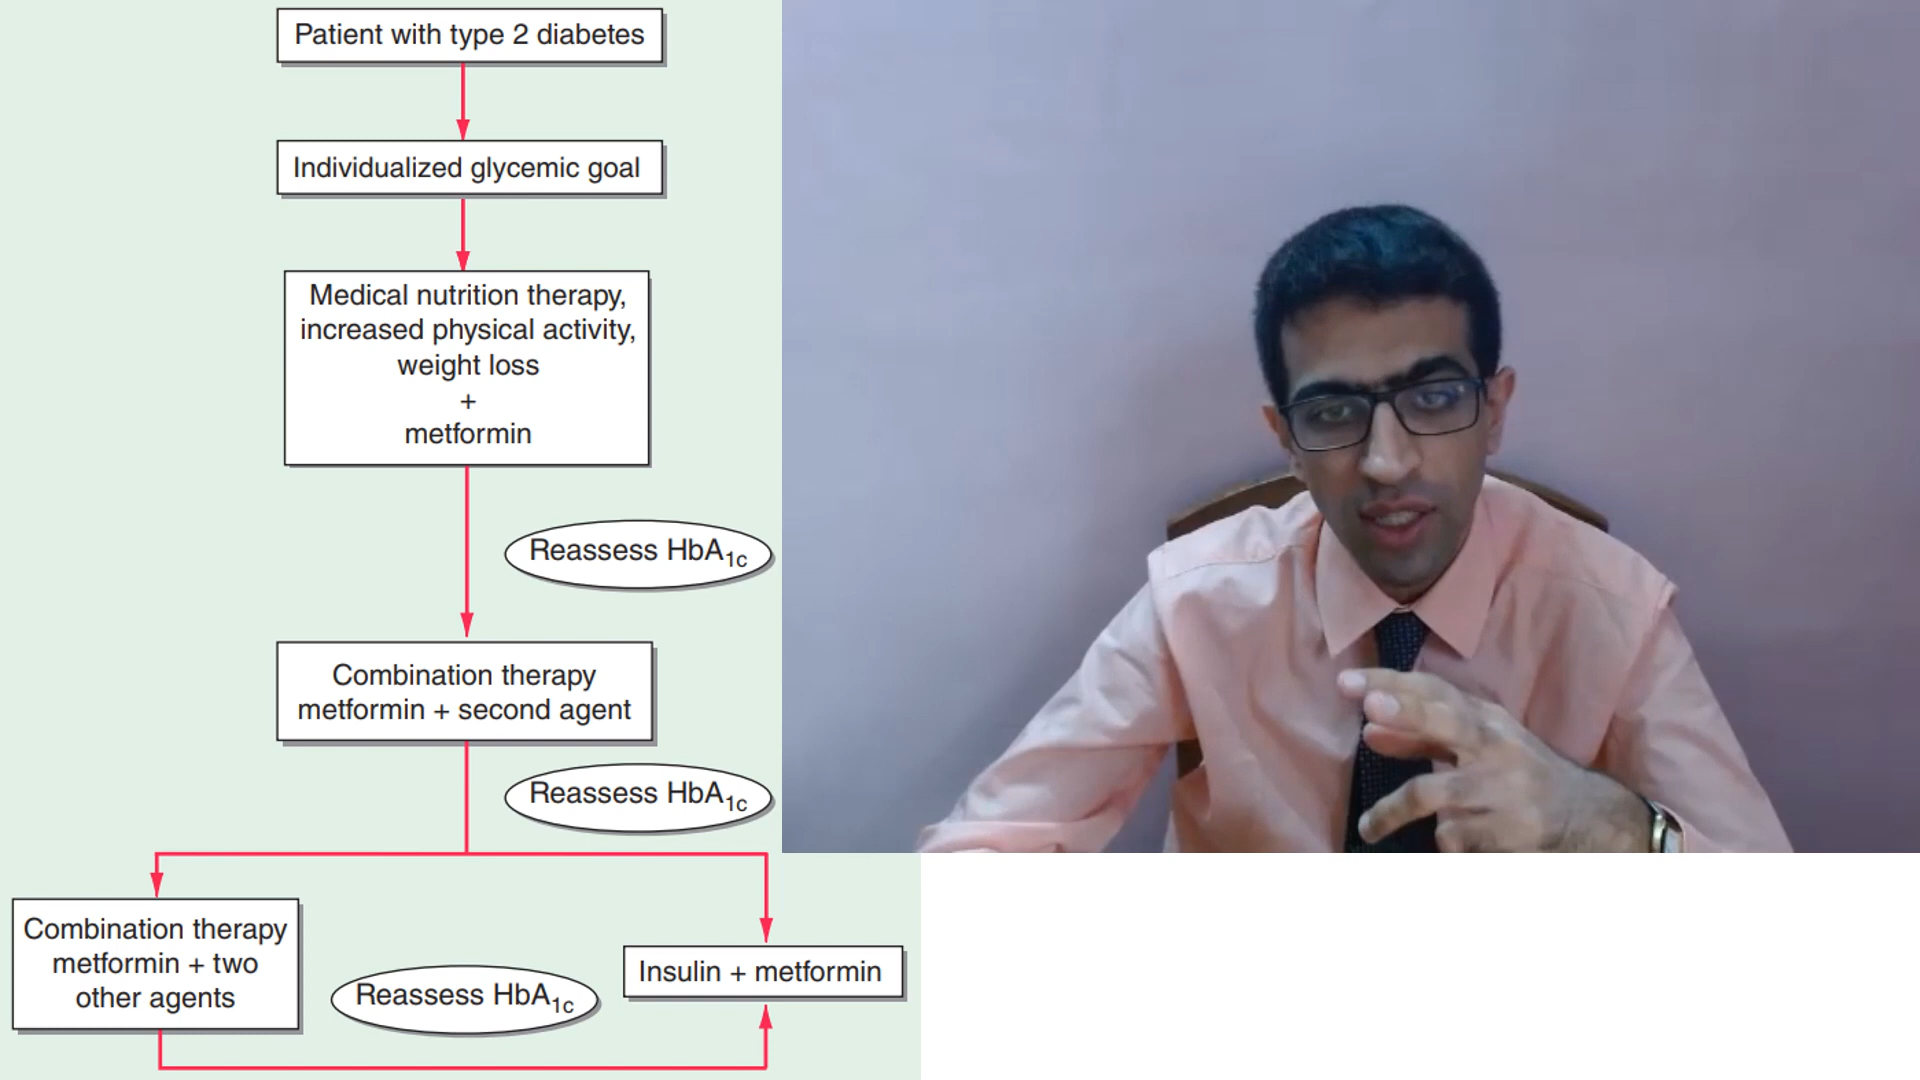 Patient with type 2 diabetes
Individualized glycemic goal
Medical nutrition therapy,
increased physical activity,
weight loss
+
metformin
Reassess HbA1c
Combination therapy
metformin + second agent
Reassess HbA1c
Combination therapy
metformin + two
other agents
Reassess HbA1c
Insulin + metformin